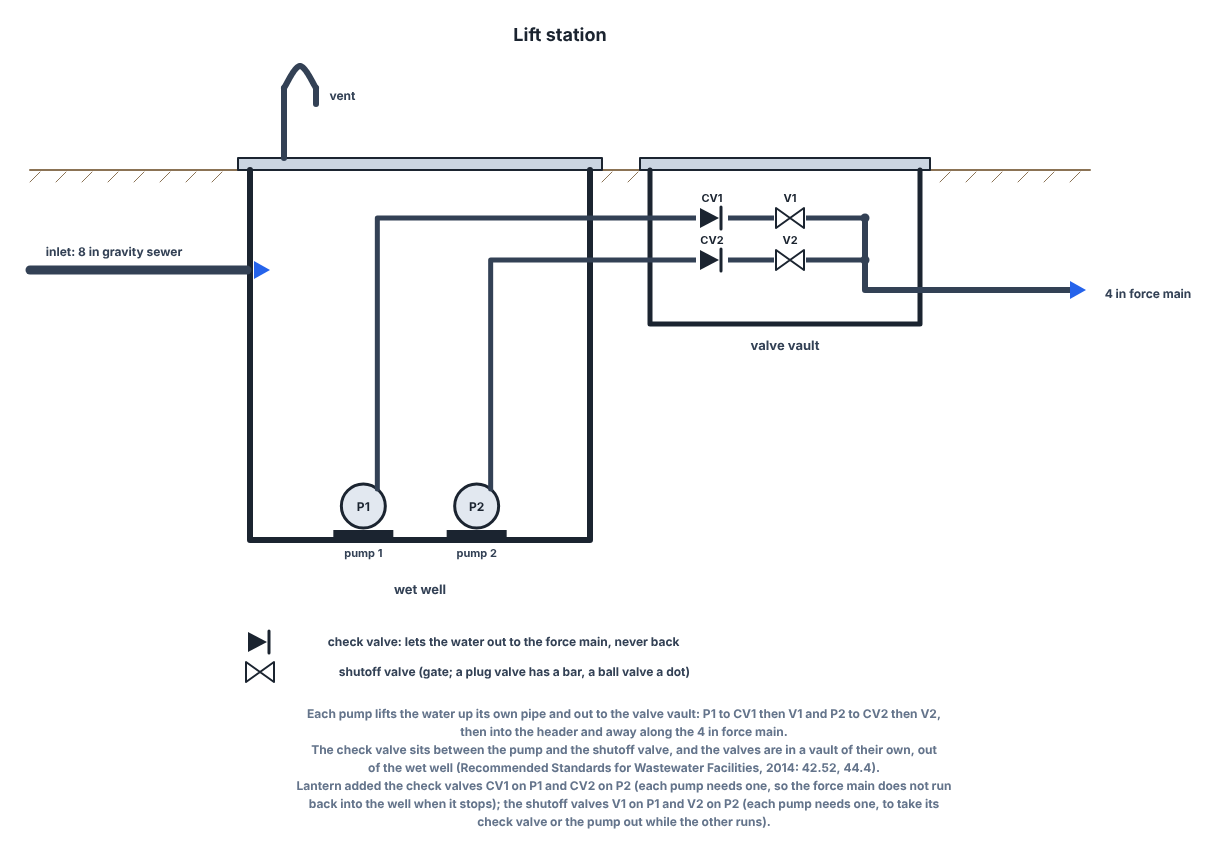 Lift station
vent
CV1
V1
CV2
V2
inlet: 8 in gravity sewer
4 in force main
valve vault
P1
P2
pump 1
pump 2
wet well
check valve: lets the water out to the force main, never back
shutoff valve (gate; a plug valve has a bar, a ball valve a dot)
Each pump lifts the water up its own pipe and out to the valve vault: P1 to CV1 then V1 and P2 to CV2 then V2,
then into the header and away along the 4 in force main.
The check valve sits between the pump and the shutoff valve, and the valves are in a vault of their own, out
of the wet well (Recommended Standards for Wastewater Facilities, 2014: 42.52, 44.4).
Lantern added the check valves CV1 on P1 and CV2 on P2 (each pump needs one, so the force main does not run
back into the well when it stops); the shutoff valves V1 on P1 and V2 on P2 (each pump needs one, to take its
check valve or the pump out while the other runs).